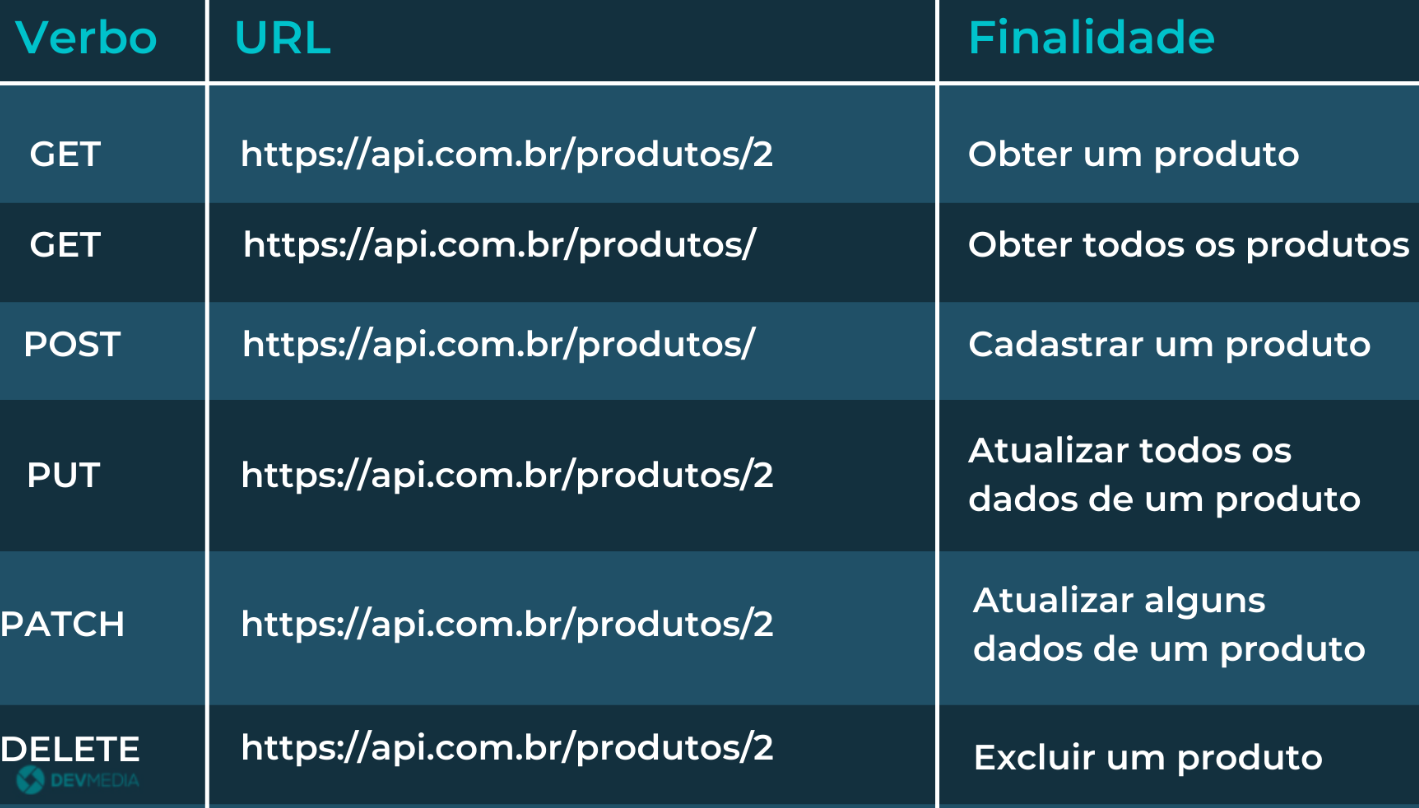 Verbo URL Finalidade
GET https://api.com.br/produtos/2 Obter um produto
GET https://api.com.br/produtos/ Obter todos os produtos
POST https://api.com.br/produtos/ Cadastrar um produto
PUT https://api.com.br/produtos/2 Atualizar todos os
dados de um produto
PATCH https://api.com.br/produtos/2 Atualizar alguns
dados de um produto
DELETE https://api.com.br/produtos/2 Excluir um produto
DEVMEDIA